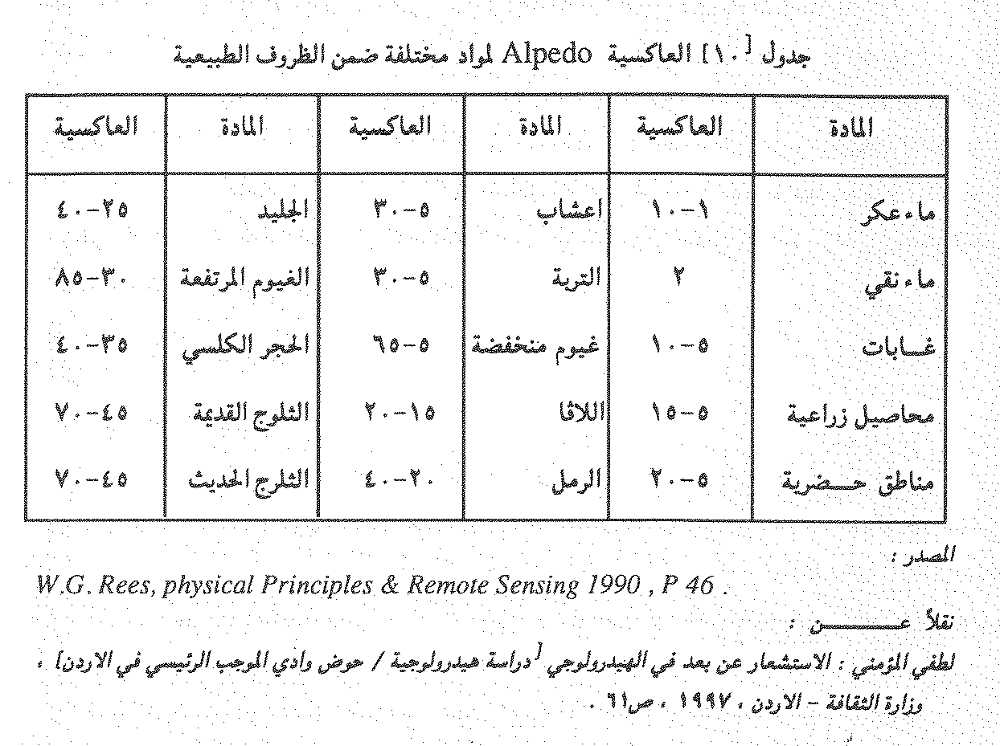 جدول [١٠] العاكسية Alpedo لمواد مختلفة ضمن الظروف الطبيعية
المادة العاكسية المادة العاكسية المادة العاكسية
ماء عكر ١-١٠ اعشاب ٥-٣٠ الجليد ٢٥-٤٠
ماء نقي ٢ التربة ٥-٣٠ الغيوم المرتفعة ٣٠-٨٥
غـــابات ٥-١٠ غيوم منخفضة ٥-٦٥ الحجر الكلسي ٣٥-٤٠
محاصيل زراعية ٥-١٥ اللاڤا ١٥-٢٠ الثلوج القديمة ٤٥-٧٠
مناطق حـــضرية ٥-٢٠ الرمل ٢٠-٤٠ الثلرج الحديث ٤٥-٧٠
المصدر :
W.G. Rees, physical Principles & Remote Sensing 1990 , P 46 .
نقلاً عـــــــن :
لطفي المؤمني : الاستشعار عن بعد في الهيدرولوجي [دراسة هيدرولوجية / حوض وادي الموجب الرئيسي في الاردن] ،
وزارة الثقافة - الاردن ، ١٩٩٧ ، ص٦١ .